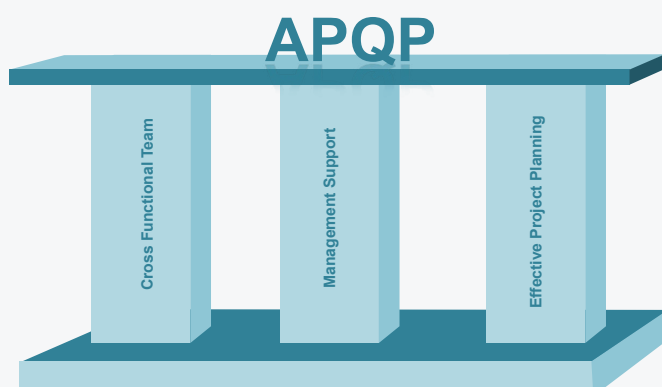 APQP
Cross Functional Team
Management Support
Effective Project Planning